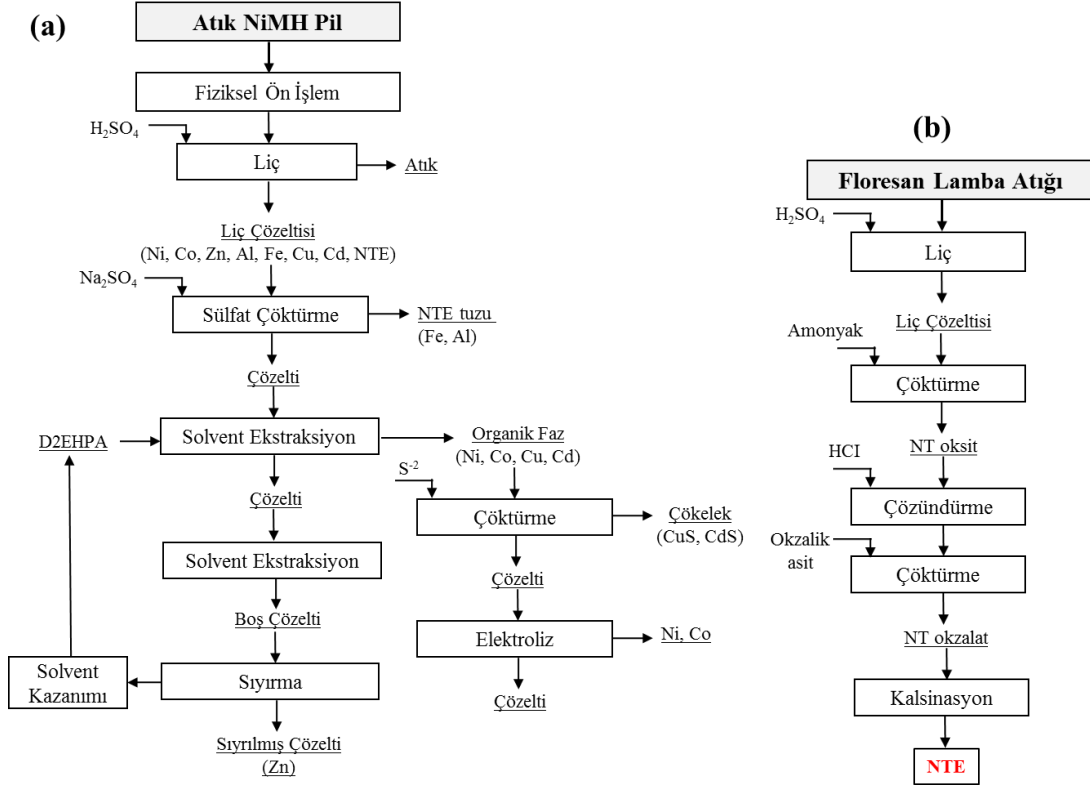 (a)
Atık NiMH Pil
Fiziksel Ön İşlem
H₂SO₄
Liç
Atık
Liç Çözeltisi
(Ni, Co, Zn, Al, Fe, Cu, Cd, NTE)
Na₂SO₄
Sülfat Çöktürme
NTE tuzu
(Fe, Al)
Çözelti
D2EHPA
Solvent Ekstraksiyon
Organik Faz
(Ni, Co, Cu, Cd)
S⁻²
Çözelti
Çöktürme
Çökelek
(CuS, CdS)
Solvent Ekstraksiyon
Çözelti
Boş Çözelti
Elektroliz
Ni, Co
Solvent
Kazanımı
Sıyırma
Çözelti
Sıyrılmış Çözelti
(Zn)
(b)
Floresan Lamba Atığı
H₂SO₄
Liç
Liç Çözeltisi
Amonyak
Çöktürme
NT oksit
HCI
Çözündürme
Okzalik
asit
Çöktürme
NT okzalat
Kalsinasyon
NTE